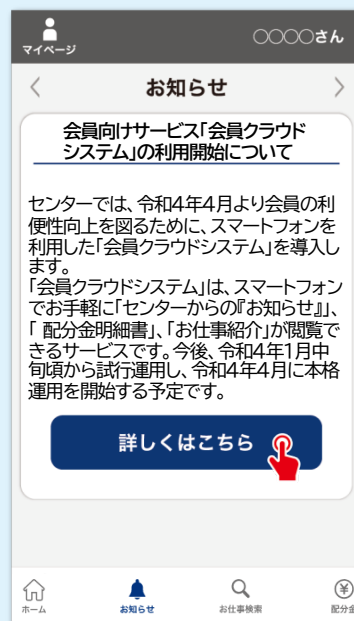 マイページ
○○○○さん
お知らせ
会員向けサービス「会員クラウド
システム」の利用開始について
センターでは、令和4年4月より会員の利
便性向上を図るために、スマートフォンを
利用した「会員クラウドシステム」を導入し
ます。
「会員クラウドシステム」は、スマートフォン
でお手軽に「センターからの『お知らせ』」、
「 配分金明細書」、「お仕事紹介」が閲覧で
きるサービスです。今後、令和4年1月中
旬頃から試行運用し、令和4年4月に本格
運用を開始する予定です。
詳しくはこちら
ホーム
お知らせ
お仕事検索
配分金